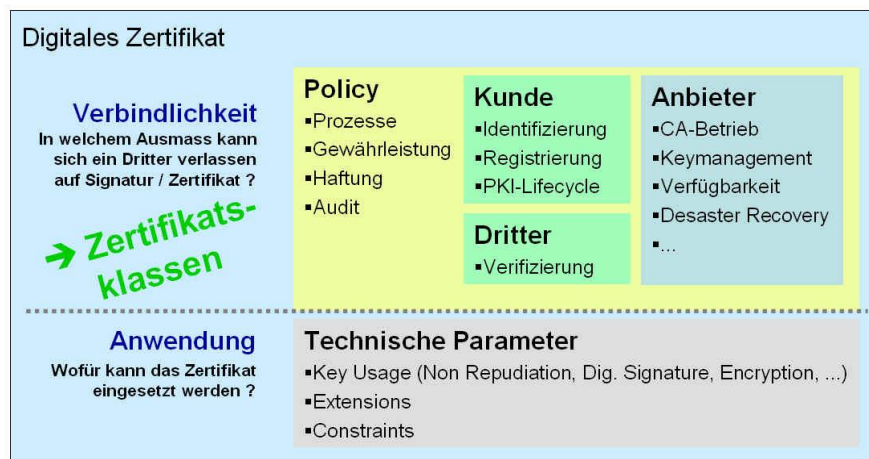 Digitales Zertifikat
Verbindlichkeit
In welchem Ausmass kann
sich ein Dritter verlassen
auf Signatur / Zertifikat ?
➔ Zertifikats-
klassen
Policy
▪Prozesse
▪Gewährleistung
▪Haftung
▪Audit
Kunde
▪Identifizierung
▪Registrierung
▪PKI-Lifecycle
Dritter
▪Verifizierung
Anbieter
▪CA-Betrieb
▪Keymanagement
▪Verfügbarkeit
▪Desaster Recovery
▪...
Anwendung
Wofür kann das Zertifikat
eingesetzt werden ?
Technische Parameter
▪Key Usage (Non Repudiation, Dig. Signature, Encryption, ...)
▪Extensions
▪Constraints